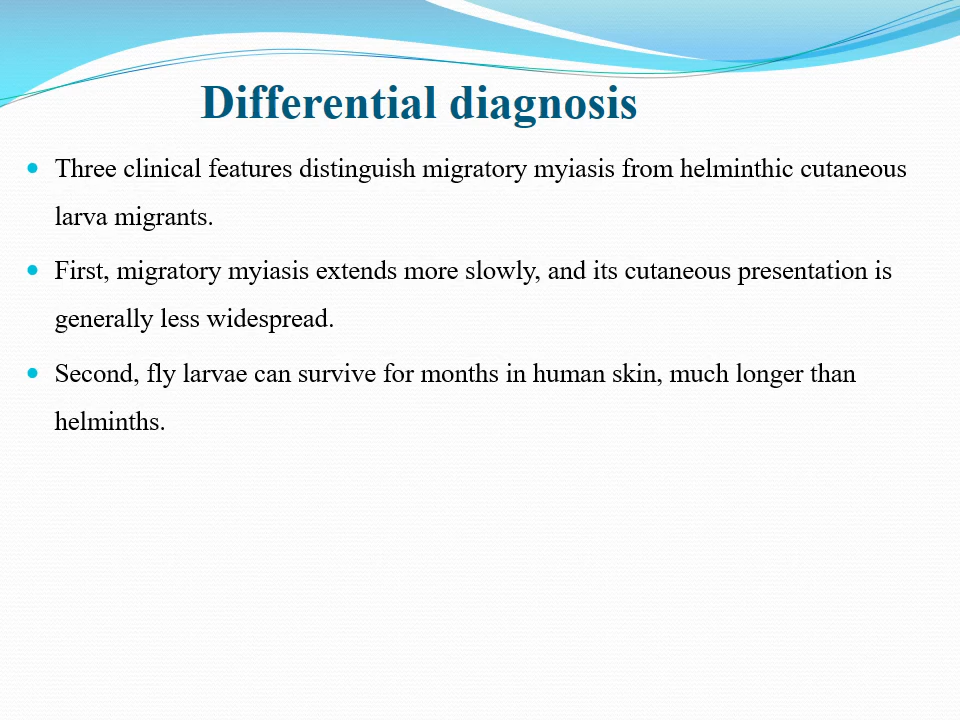 Differential diagnosis
Three clinical features distinguish migratory myiasis from helminthic cutaneous
larva migrants.
First, migratory myiasis extends more slowly, and its cutaneous presentation is
generally less widespread.
Second, fly larvae can survive for months in human skin, much longer than
helminths.